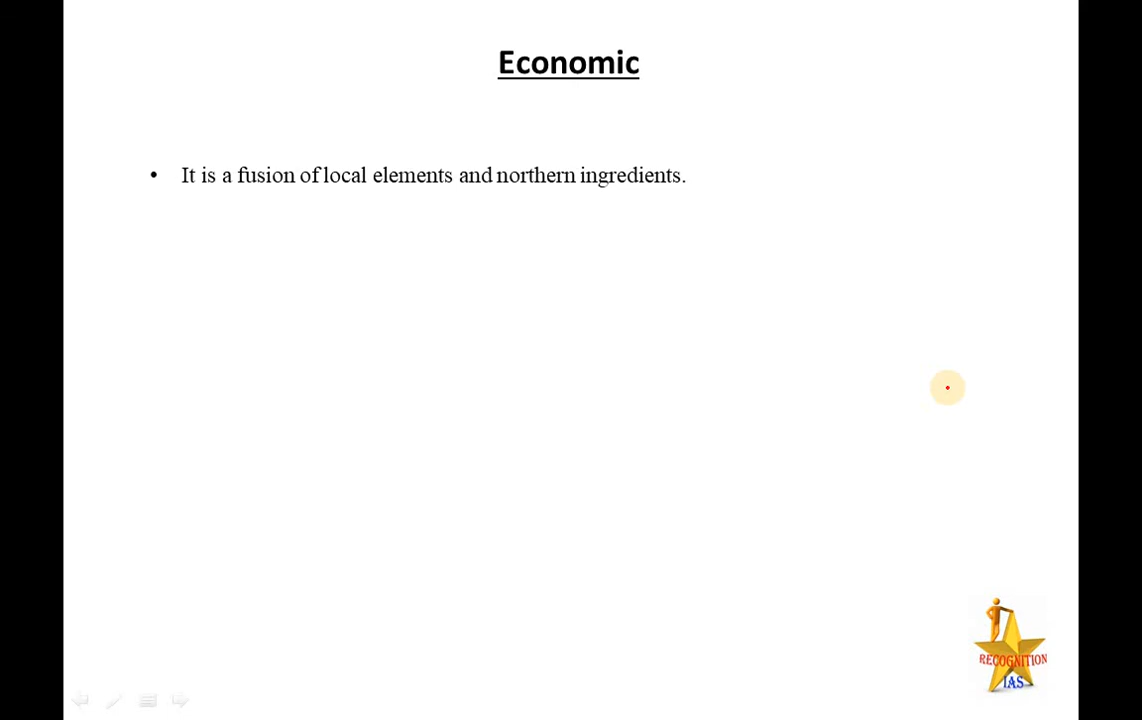 Economic
• It is a fusion of local elements and northern ingredients.
RECOGNITION
IAS